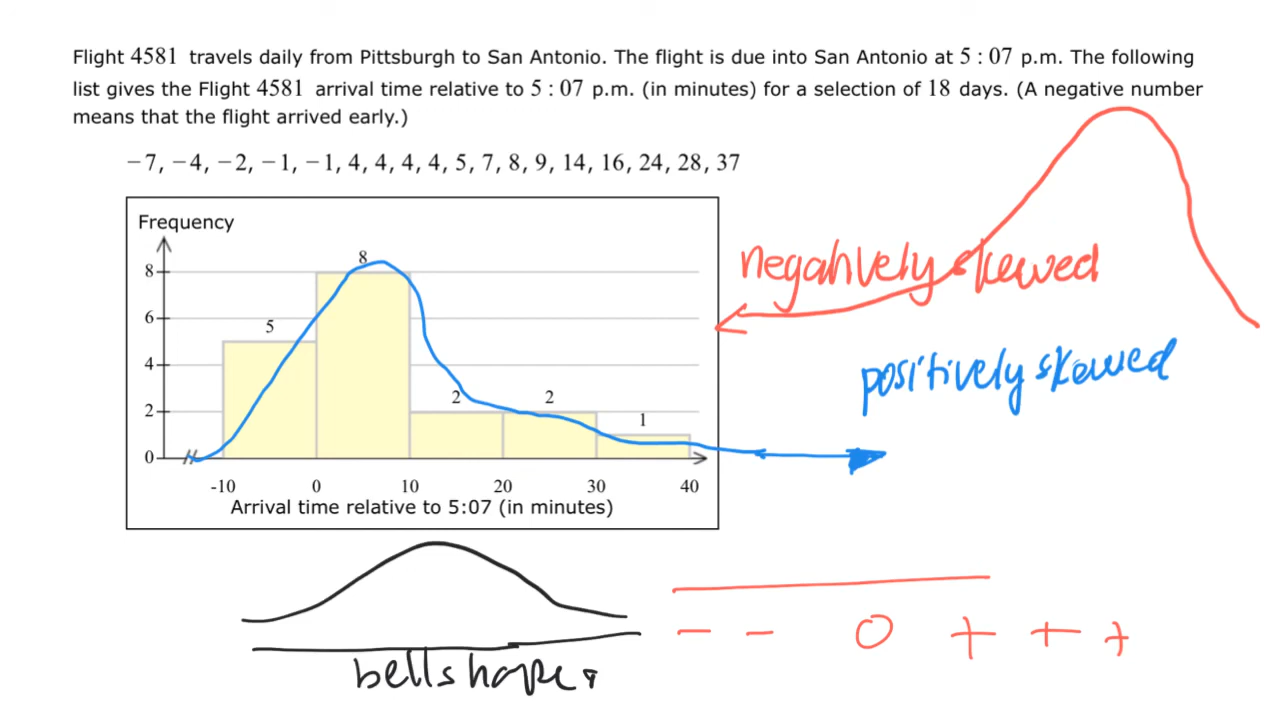 Flight 4581 travels daily from Pittsburgh to San Antonio. The flight is due into San Antonio at 5 : 07 p.m. The following
list gives the Flight 4581 arrival time relative to 5 : 07 p.m. (in minutes) for a selection of 18 days. (A negative number
means that the flight arrived early.)
−7, −4, −2, −1, −1, 4, 4, 4, 4, 5, 7, 8, 9, 14, 16, 24, 28, 37
Frequency
8
8
6
5
4
2
2
2
1
0
-10 0 10 20 30 40
Arrival time relative to 5:07 (in minutes)
negatively skewed
positively skewed
bellshape
− − 0 + + +